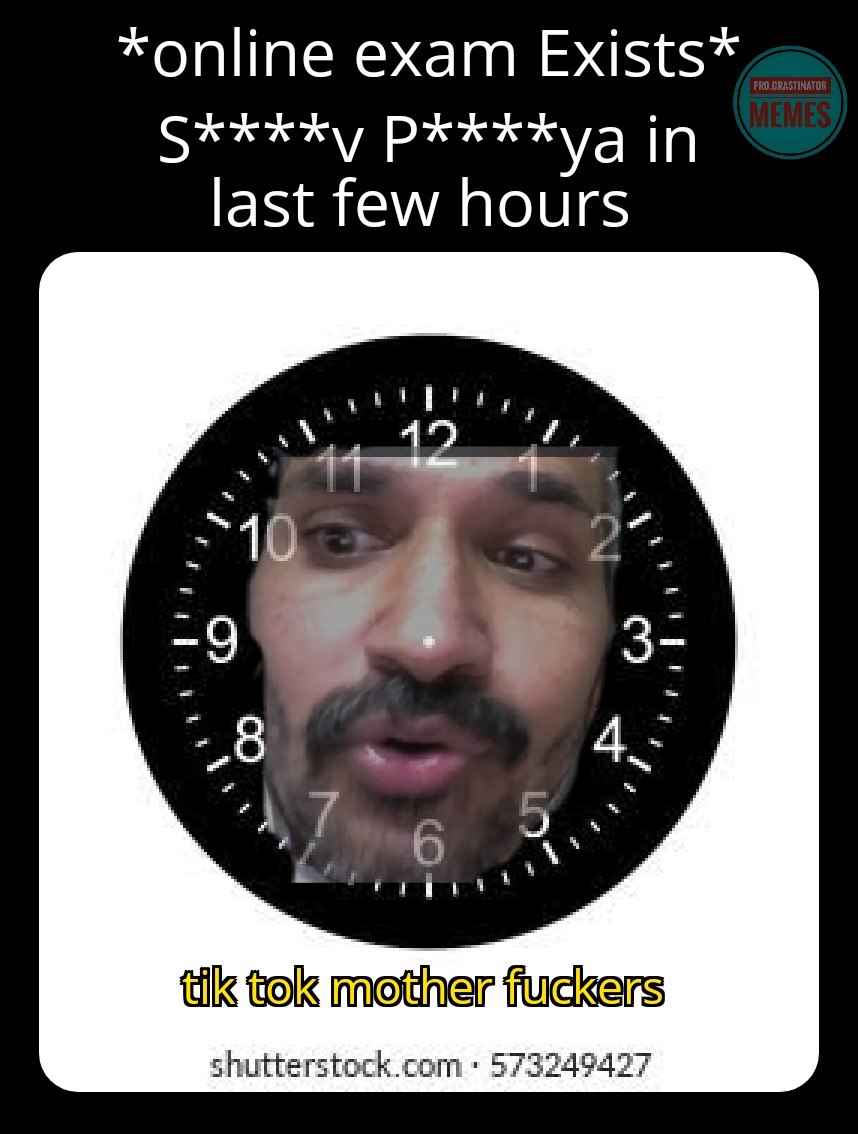 *online exam Exists*
PRO.CRASTINATOR
MEMES
S****v P****ya in
last few hours
12
11
1
10
2
9
3
8
4
7
5
6
tik tok mother fuckers
shutterstock.com · 573249427